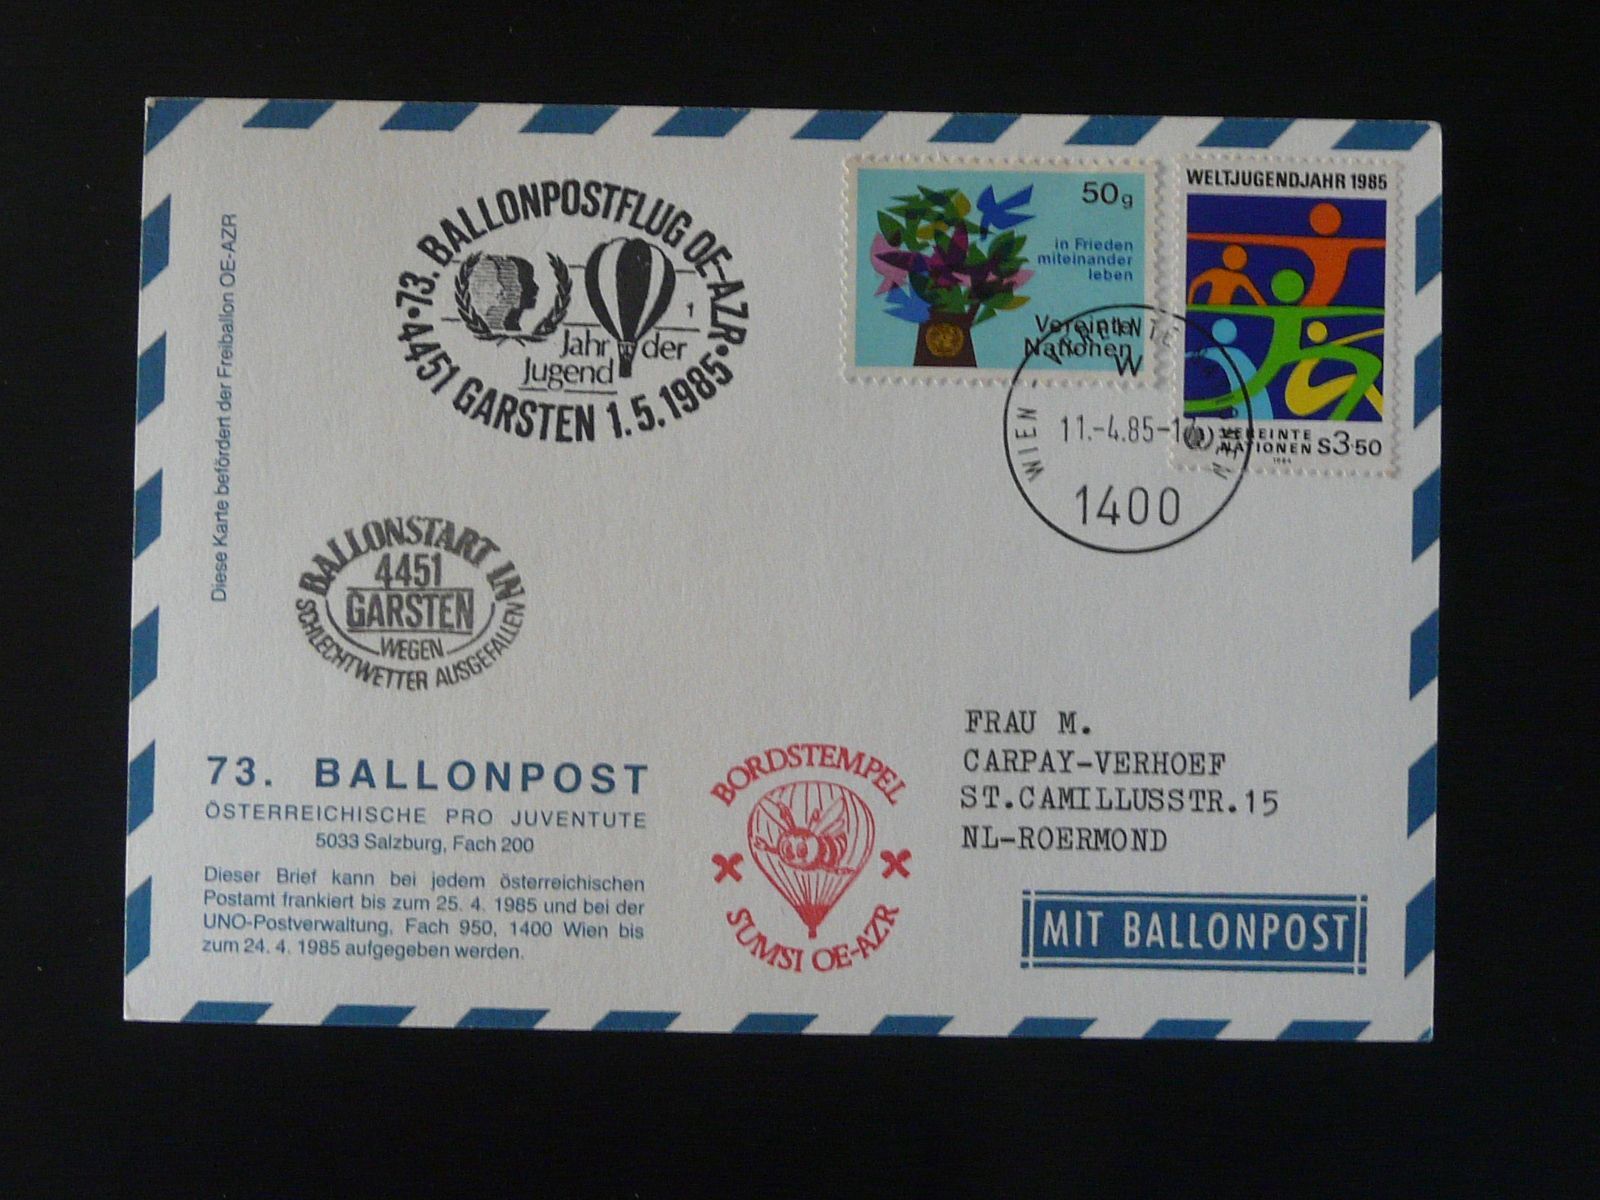 Diese Karte befördert der Freiballon OE-AZR
•73. BALLONPOSTFLUG OE-AZR•
Jahr der
Jugend
1
4451 GARSTEN 1.5.1985
50g
in Frieden
miteinander
leben
Vereinte
Nationen
W
WELTJUGENDJAHR 1985
VEREINTE
NATIONEN S3·50
1984
WIEN
11.-4.85-1
1400
BALLONSTART IN
4451
GARSTEN
WEGEN
SCHLECHTWETTER AUSGEFALLEN
73. BALLONPOST
ÖSTERREICHISCHE PRO JUVENTUTE
5033 Salzburg, Fach 200
Dieser Brief kann bei jedem österreichischen
Postamt frankiert bis zum 25. 4. 1985 und bei der
UNO-Postverwaltung, Fach 950, 1400 Wien bis
zum 24. 4. 1985 aufgegeben werden.
BORDSTEMPEL
SUMSI OE-AZR
FRAU M.
CARPAY-VERHOEF
ST.CAMILLUSSTR.15
NL-ROERMOND
MIT BALLONPOST